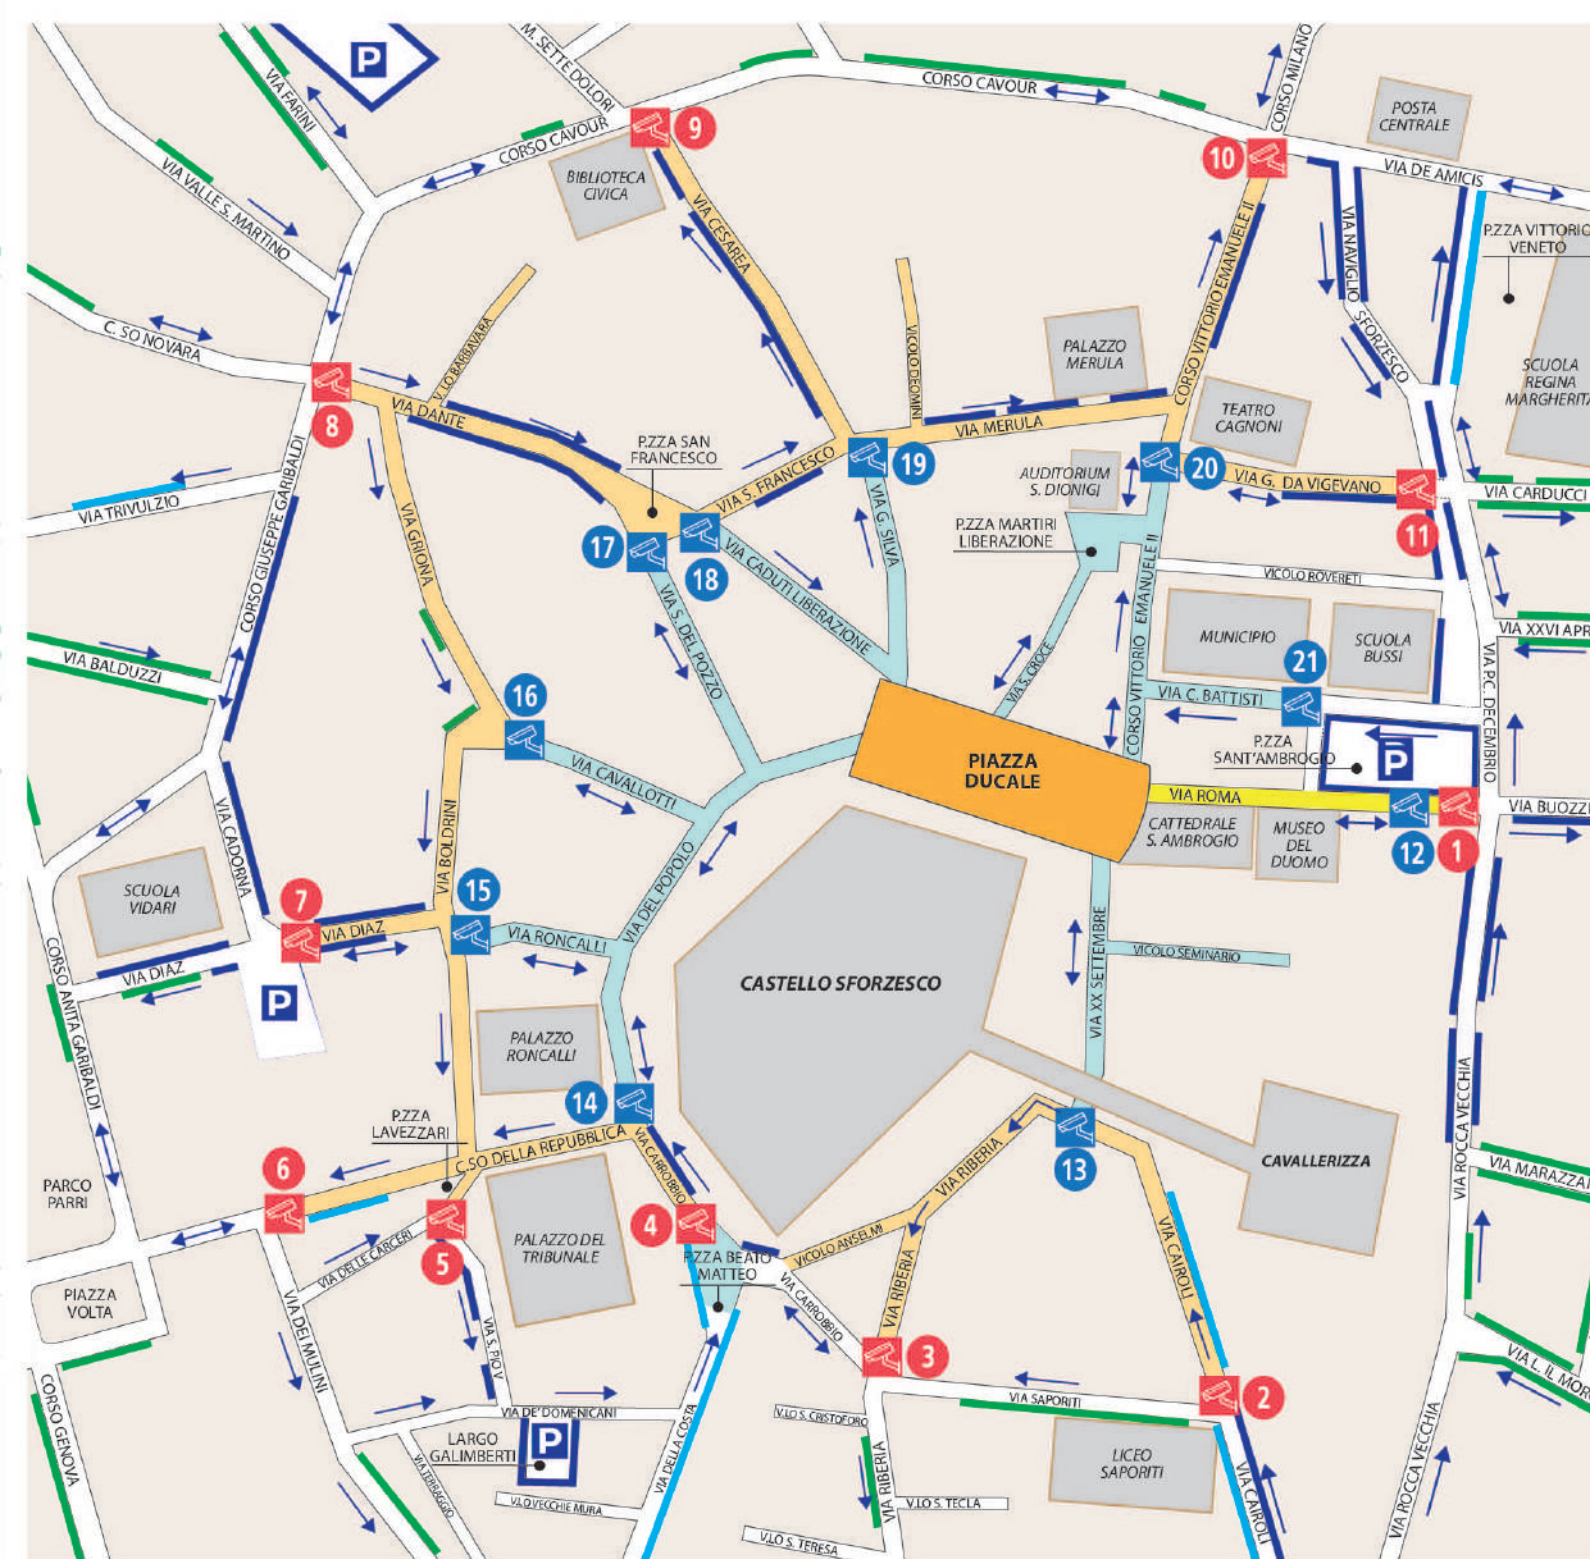 P
M. SETTE DOLORI
CORSO MILANO
VIA FARINI
CORSO CAVOUR
CORSO CAVOUR
9
POSTA
CENTRALE
10
VIA DE AMICIS
BIBLIOTECA
CIVICA
VIA VALLE S. MARTINO
VIA CESAREA
VIA NAVIGLIO SFORZESCO
P.ZZA VITTORIO
VENETO
CORSO VITTORIO EMANUELE II
C. SO NOVARA
V. LO BARBAVARA
VICOLO DEOMINI
PALAZZO
MERULA
SCUOLA
REGINA
MARGHERITA
8
VIA DANTE
TEATRO
CAGNONI
VIA MERULA
P.ZZA SAN
FRANCESCO
VIA S. FRANCESCO
19
20
AUDITORIUM
S. DIONIGI
VIA G. DA VIGEVANO
VIA CARDUCCI
VIA TRIVULZIO
CORSO GIUSEPPE GARIBALDI
VIA GRIONA
17
18
VIA G. SILVA
P.ZZA MARTIRI
LIBERAZIONE
11
VIA CADUTI LIBERAZIONE
VICOLO ROVERETI
VIA S. DEL POZZO
VIA S. CROCE
CORSO VITTORIO EMANUELE II
MUNICIPIO
SCUOLA
BUSSI
VIA XXVI APR
VIA BALDUZZI
21
VIA C. BATTISTI
16
VIA P.C. DECEMBRIO
P.ZZA
SANT'AMBROGIO
P
PIAZZA
DUCALE
VIA CAVALLOTTI
VIA ROMA
VIA BUOZZI
VIA CADORNA
VIA BOLDRINI
CATTEDRALE
S. AMBROGIO
MUSEO
DEL
DUOMO
12
1
VIA DEL POPOLO
SCUOLA
VIDARI
7
15
VIA DIAZ
VIA RONCALLI
VIA XX SETTEMBRE
VICOLO SEMINARIO
VIA DIAZ
CASTELLO SFORZESCO
P
CORSO ANITA GARIBALDI
PALAZZO
RONCALLI
14
P.ZZA
LAVEZZARI
VIA ROCCA VECCHIA
C.SO DELLA REPUBBLICA
VIA CARROBBIO
VIA RIBERIA
13
CAVALLERIZZA
VIA MARAZZAN
6
PARCO
PARRI
4
PALAZZO DEL
TRIBUNALE
VIA DELLE CARCERI
5
P.ZZA BEATO
MATTEO
VICOLO ANSELMI
VIA CAIROLI
PIAZZA
VOLTA
VIA DEI MULINI
VIA S. PIO V
VIA CARROBBIO
VIA RIBERIA
3
VIA L. IL MORO
2
CORSO GENOVA
VIA SAPORITI
VIA DE' DOMENICANI
V.LO S. CRISTOFORO
VIA DELLA COSTA
LARGO
GALIMBERTI
P
LICEO
SAPORITI
VIA TERRAGGIO
VIA RIBERIA
VIA CAIROLI
VIA ROCCA VECCHIA
V.LO VECCHIE MURA
V.LO S. TECLA
V.LO S. TERESA